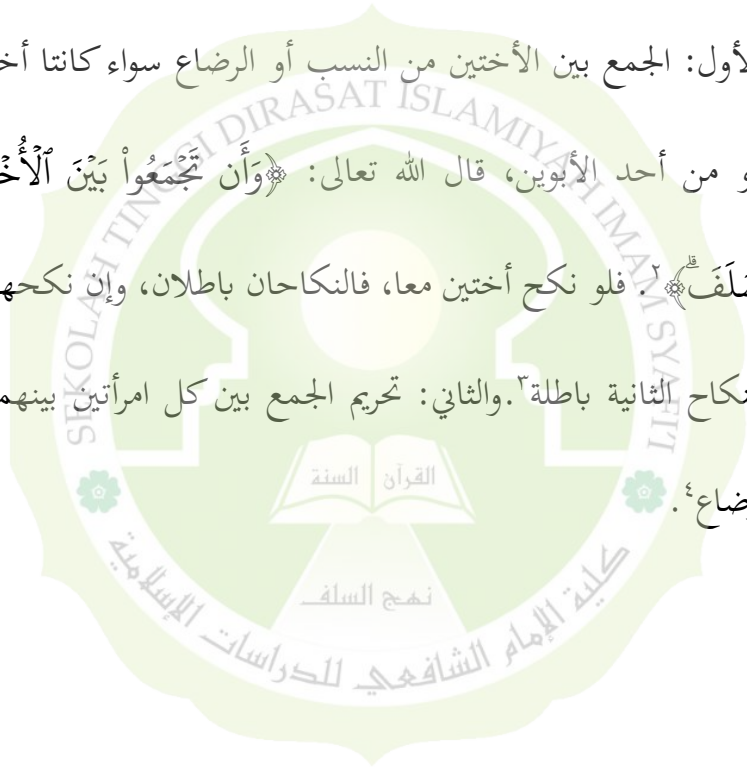 لأول: الجمع بين الأختين من النسب أو الرضاع سواء كانتا أخ
و من أحد الأبوين، قال الله تعالى: ﴿وَأَن تَجْمَعُوا۟ بَيْنَ ٱلْأُخْ
سَلَفَ ۗ﴾٢. فلو نكح أختين معا، فالنكاحان باطلان، وإن نكحه
نكاح الثانية باطلة٣.والثاني: تحريم الجمع بين كل امرأتين بينهم
رضاع٤.
SEKOLAH TINGGI DIRASAT ISLAMIYAH IMAM SYAFI'I
القرآن السنة
نهج السلف
كلية الإمام الشافعي للدراسات الإسلامية